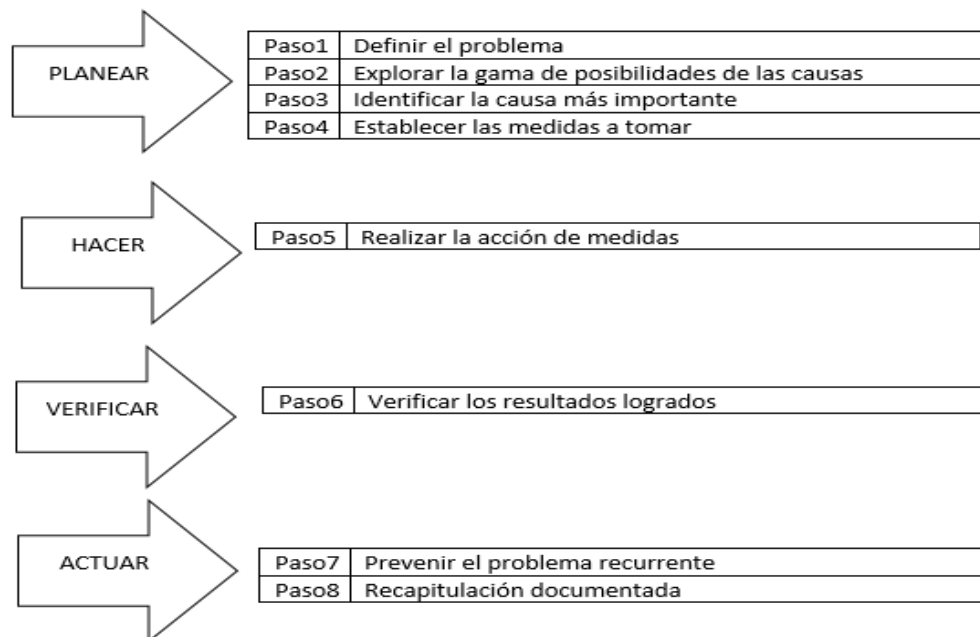 PLANEAR
Paso1 Definir el problema
Paso2 Explorar la gama de posibilidades de las causas
Paso3 Identificar la causa más importante
Paso4 Establecer las medidas a tomar
HACER
Paso5 Realizar la acción de medidas
VERIFICAR
Paso6 Verificar los resultados logrados
ACTUAR
Paso7 Prevenir el problema recurrente
Paso8 Recapitulación documentada